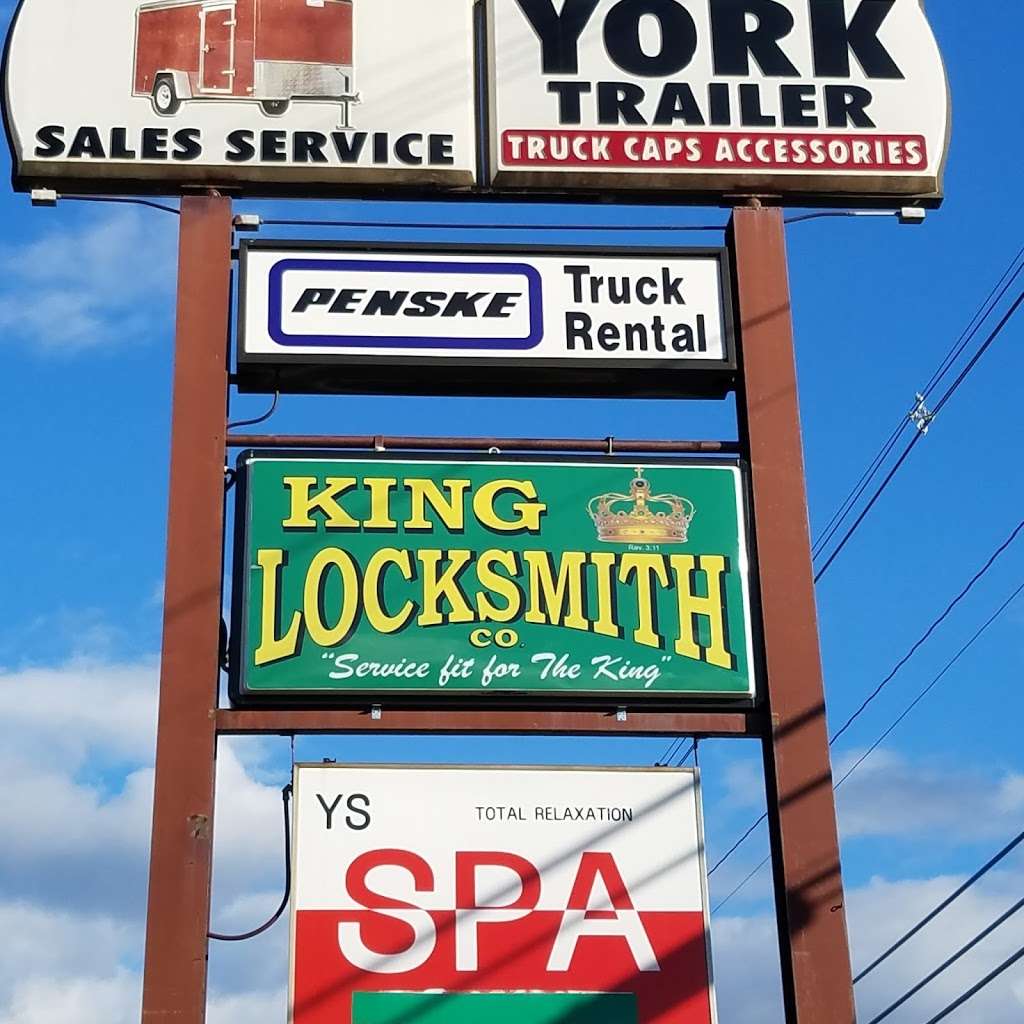 SALES SERVICE
YORK
TRAILER
TRUCK CAPS ACCESSORIES
PENSKE
Truck
Rental
KING
Rev. 3:11
LOCKSMITH
CO.
"Service fit for The King"
YS
TOTAL RELAXATION
SPA